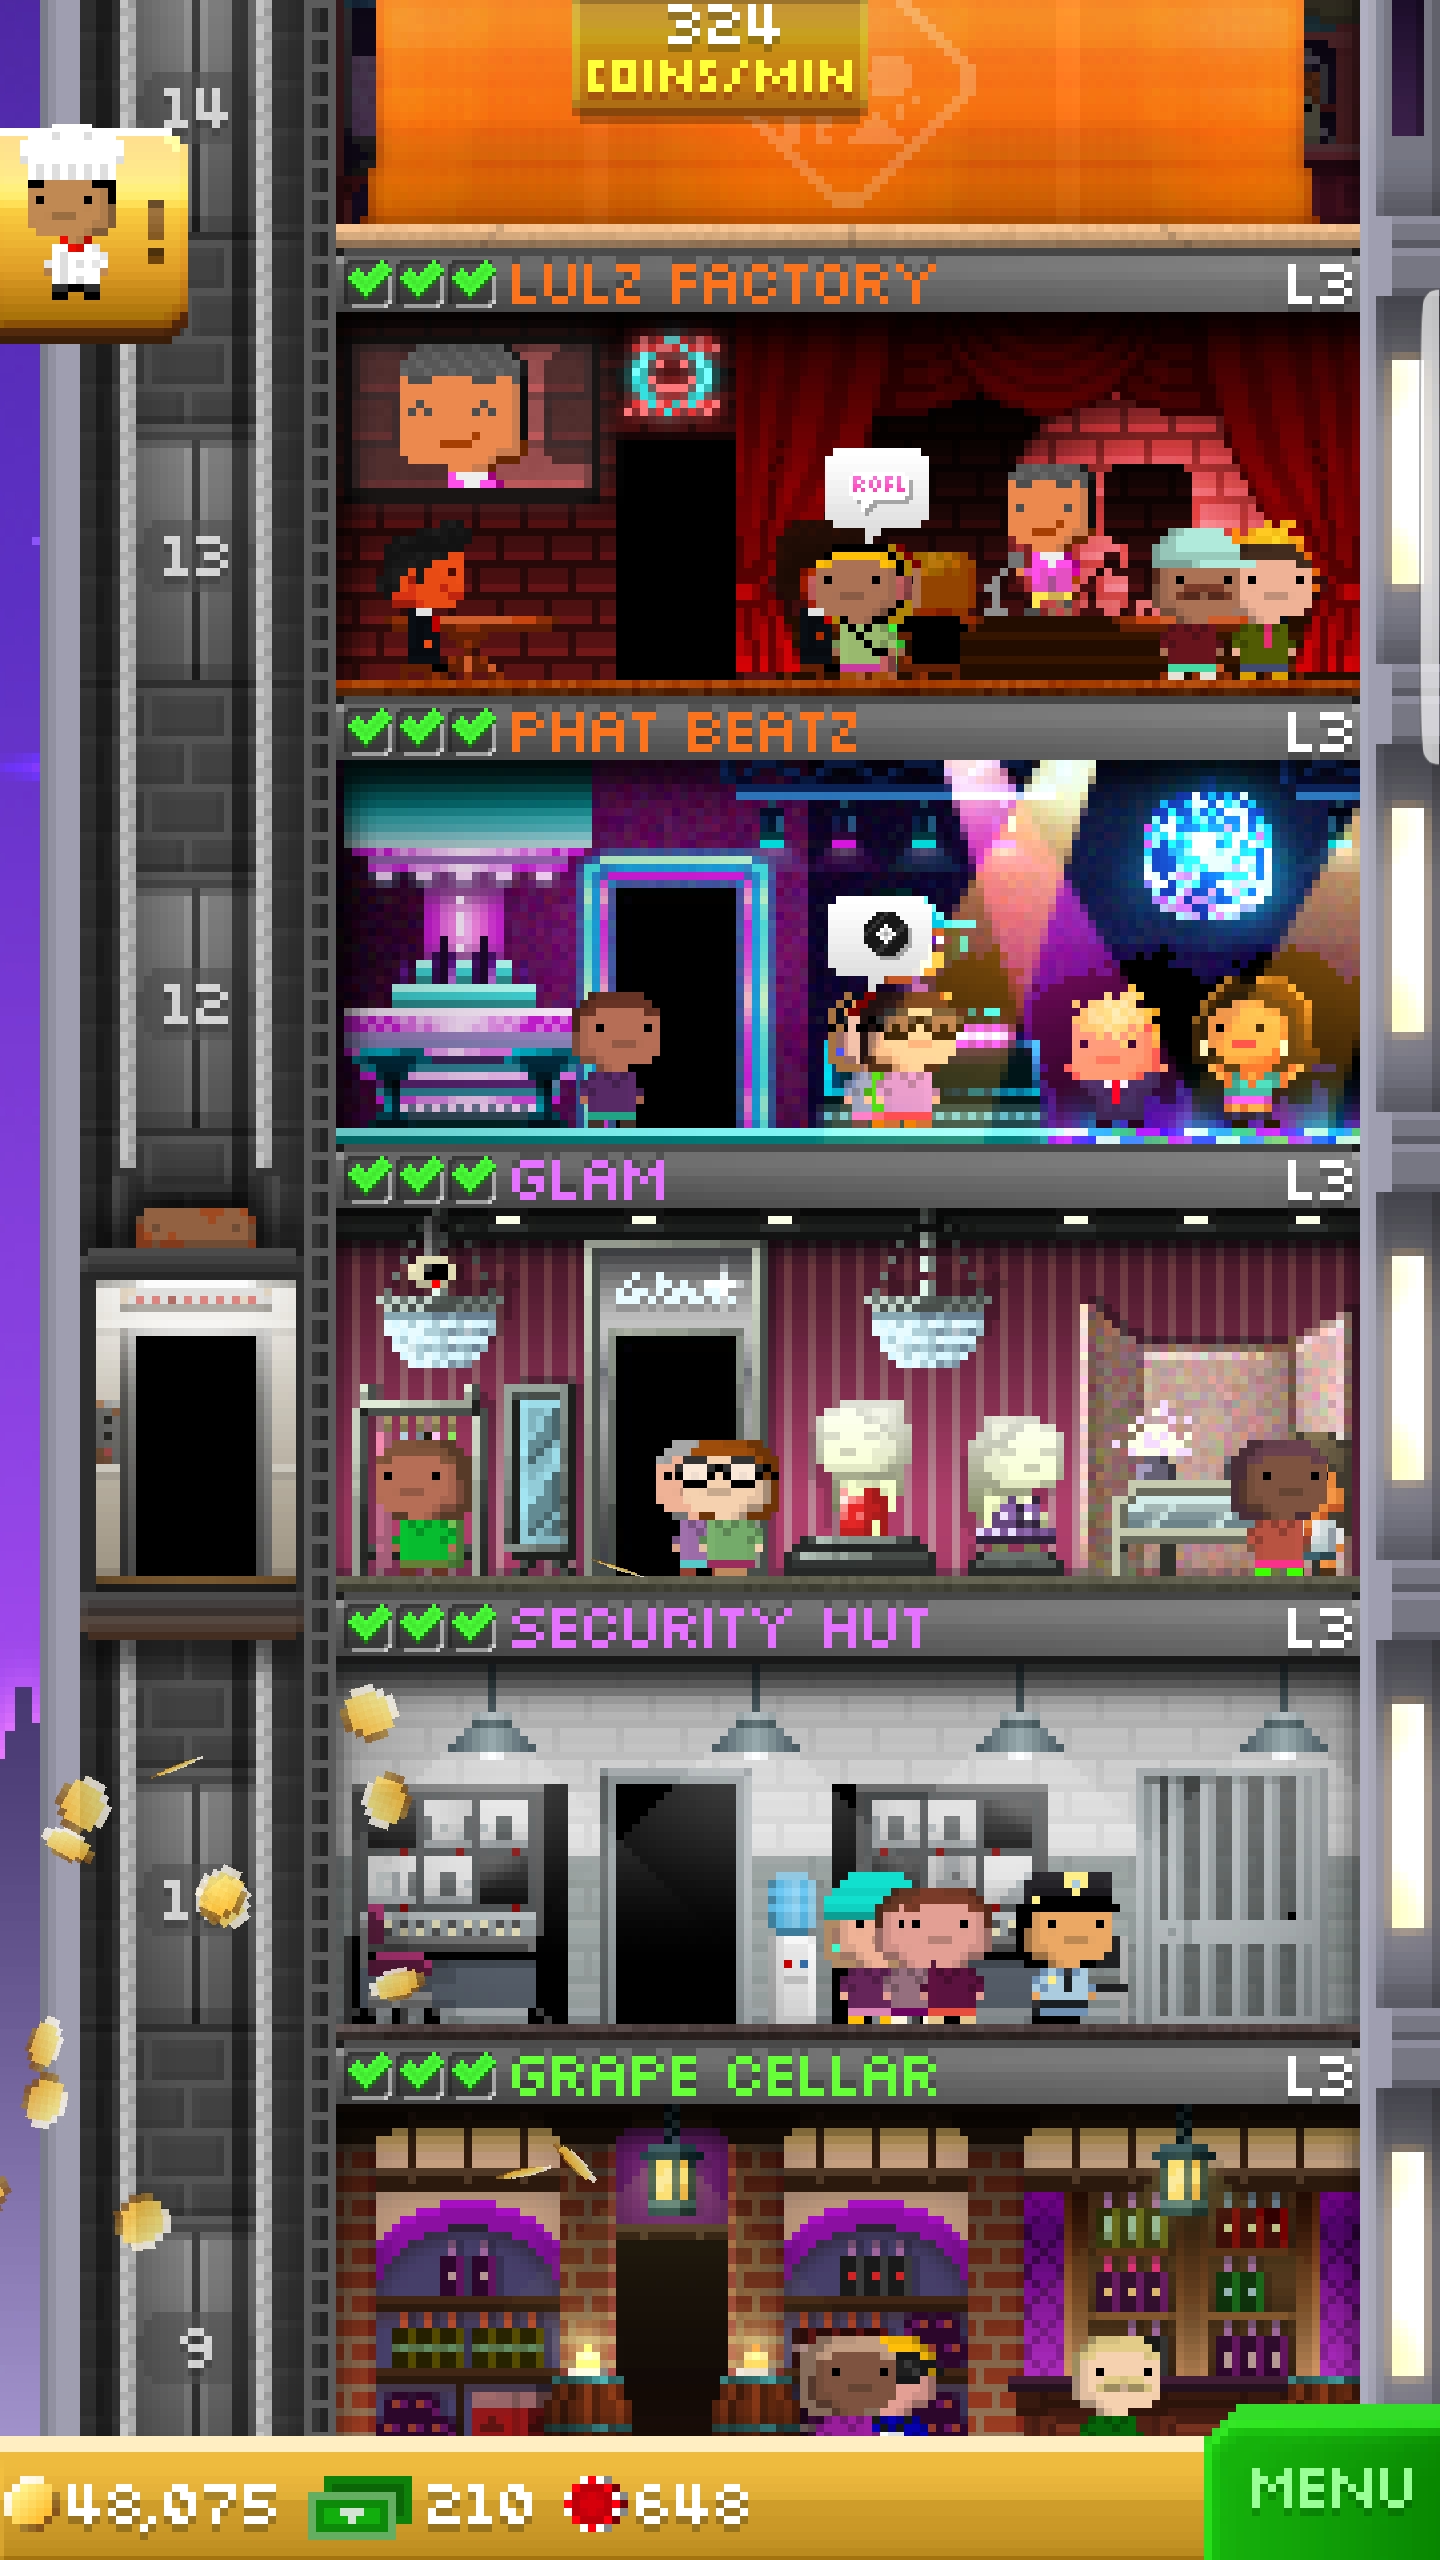 324
COINS/MIN
14
!
LULZ FACTORY L3
ROFL
13
PHAT BEATZ L3
12
GLAM L3
SECURITY HUT L3
1
GRAPE CELLAR L3
9
48,075 210 648
MENU